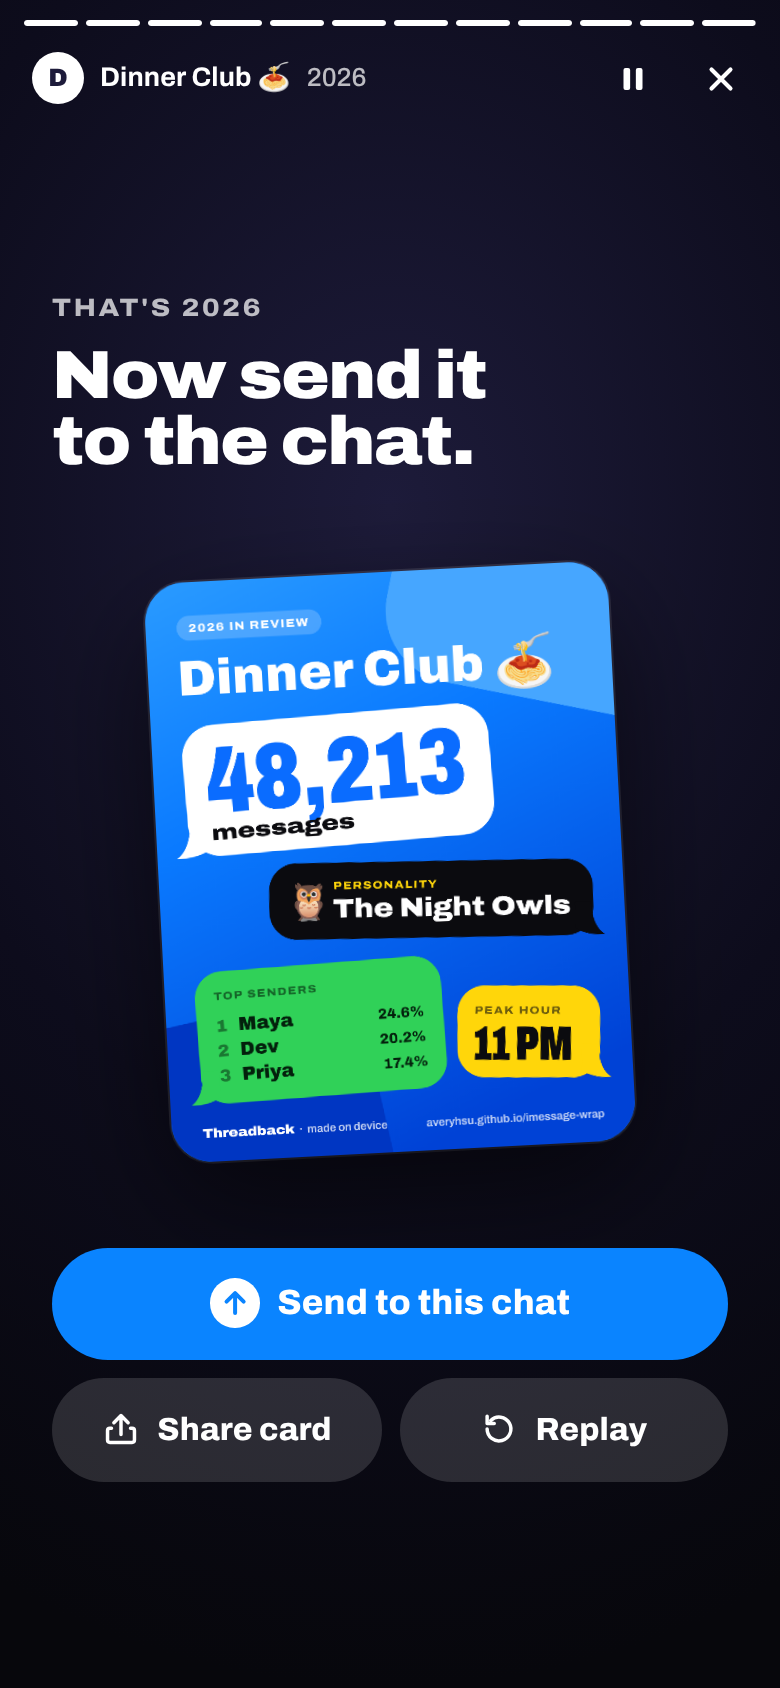 D Dinner Club 🍝 2026
THAT'S 2026
Now send it
to the chat.
2026 IN REVIEW
Dinner Club 🍝
48,213
messages
PERSONALITY
🦉 The Night Owls
TOP SENDERS
1 Maya 24.6%
2 Dev 20.2%
3 Priya 17.4%
PEAK HOUR
11 PM
Threadback · made on device
averyhsu.github.io/imessage-wrap
Send to this chat
Share card
Replay